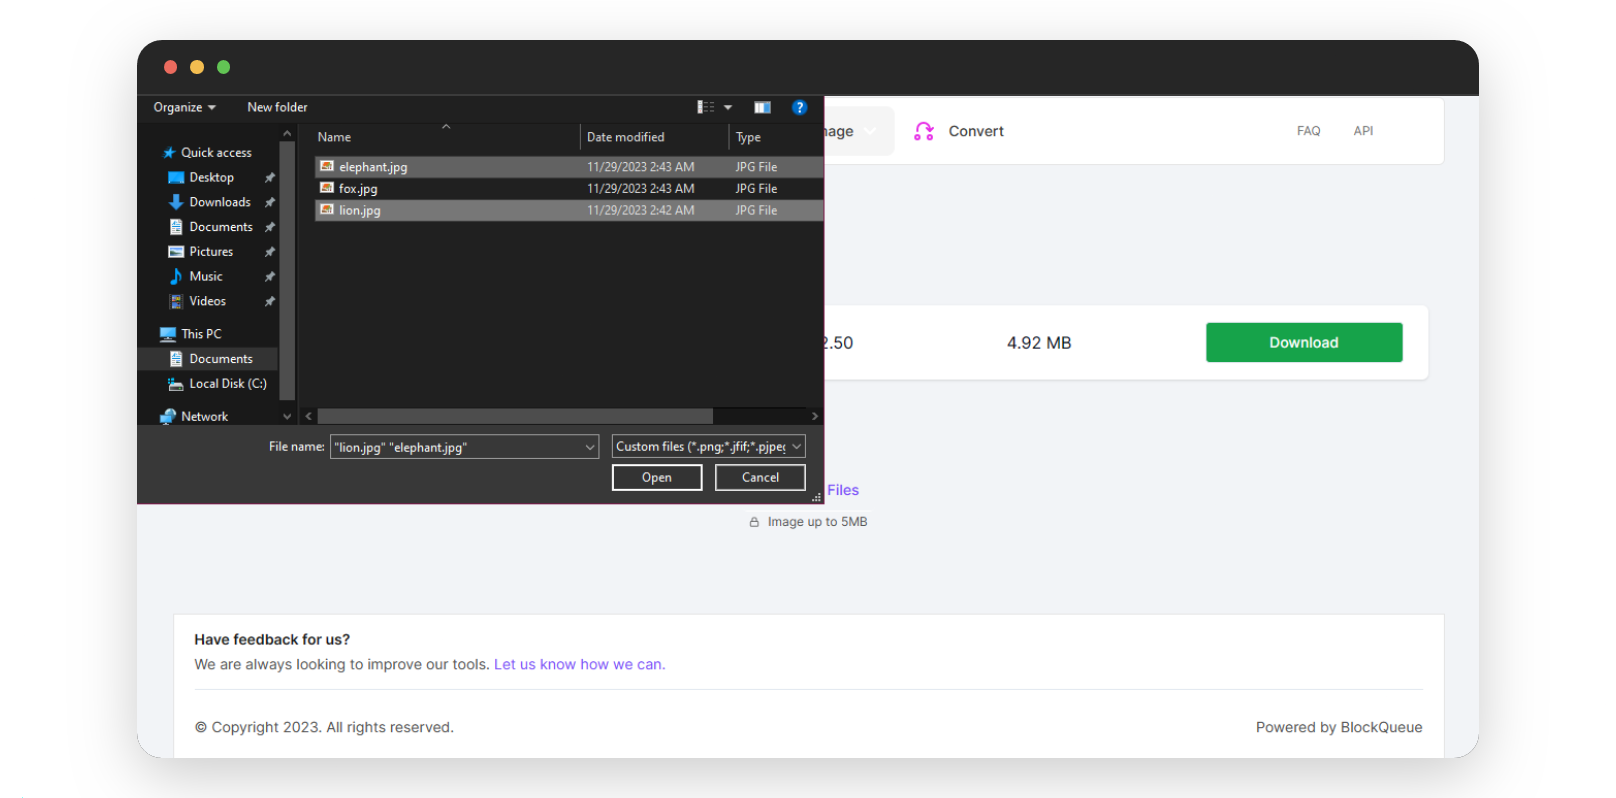 Organize
New folder
?
Name
Date modified
Type
Convert
FAQ
API
Quick access
Desktop
Downloads
Documents
Pictures
Music
Videos
This PC
Documents
Local Disk (C:)
Network
elephant.jpg 11/29/2023 2:43 AM JPG File
fox.jpg 11/29/2023 2:43 AM JPG File
lion.jpg 11/29/2023 2:42 AM JPG File
2.50 4.92 MB Download
File name: "lion.jpg" "elephant.jpg"
Custom files (*.png;*.jfif;*.pjpeg
Open Cancel
Files
Image up to 5MB
Have feedback for us?
We are always looking to improve our tools. Let us know how we can.
© Copyright 2023. All rights reserved.
Powered by BlockQueue